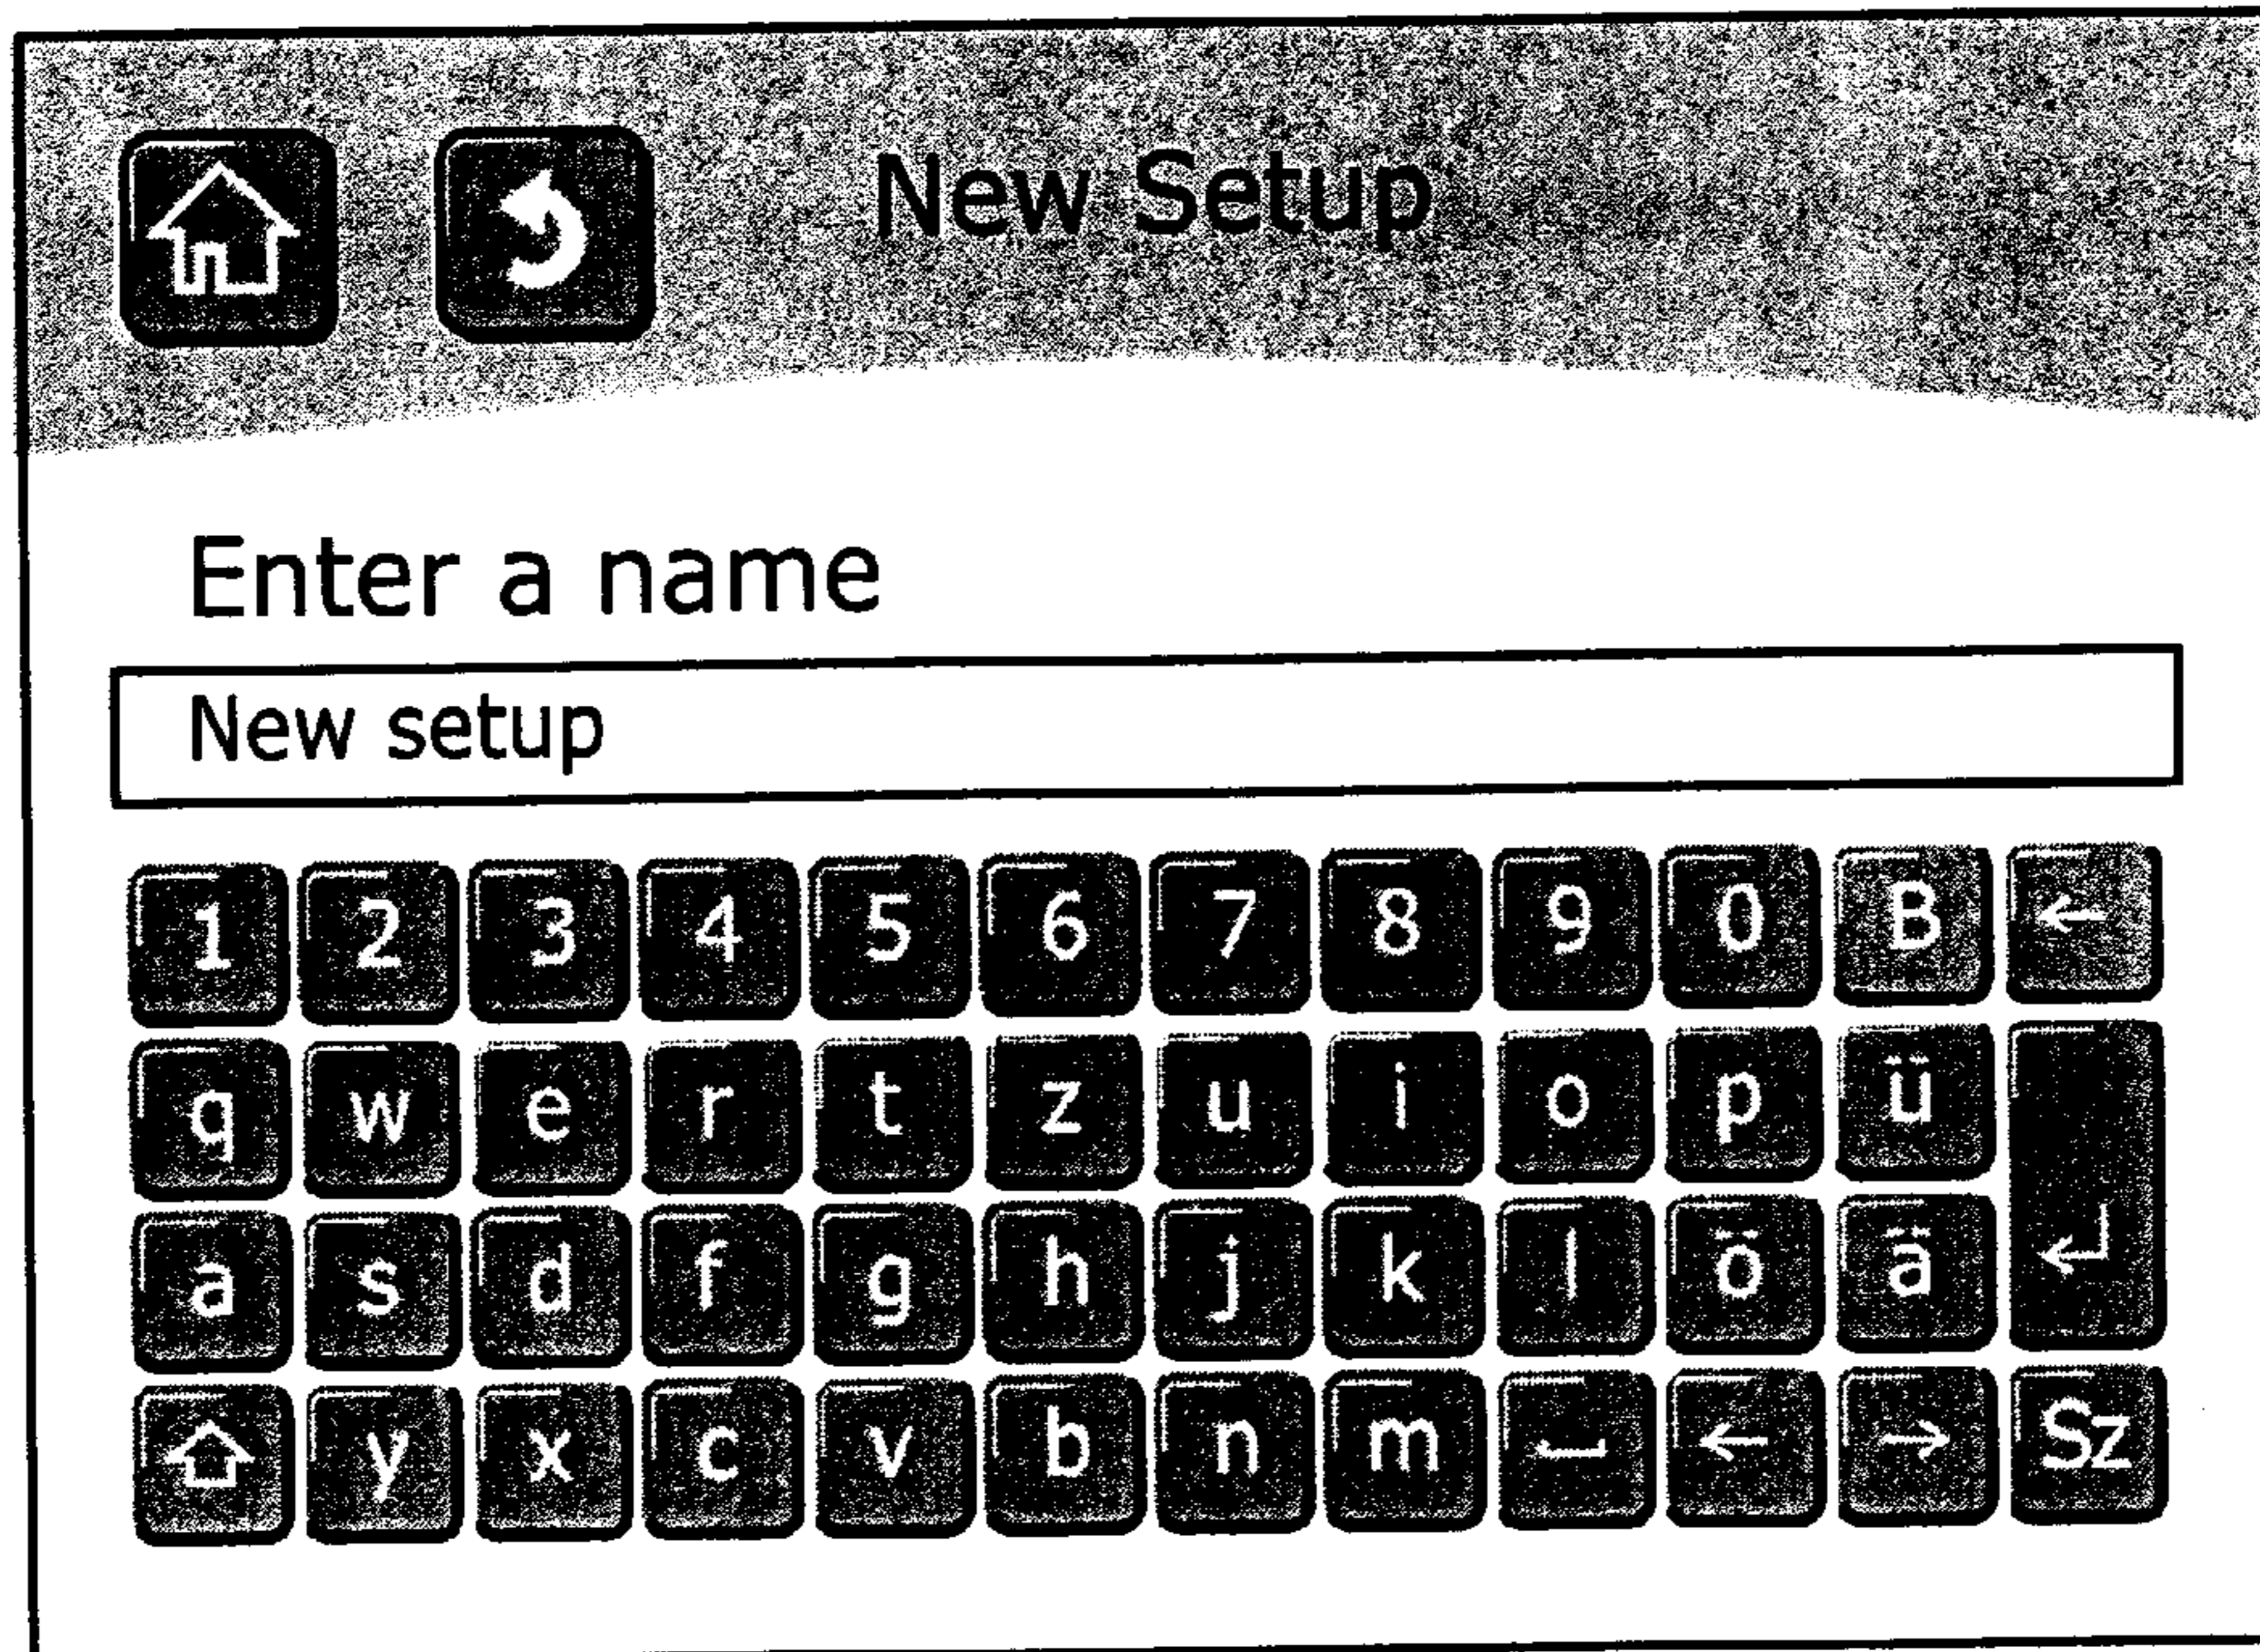 New Setup
Enter a name
New setup
1 2 3 4 5 6 7 8 9 0 B ←
q w e r t z u i o p ü
a s d f g h j k l ö ä ↵
y x c v b n m ← → Sz